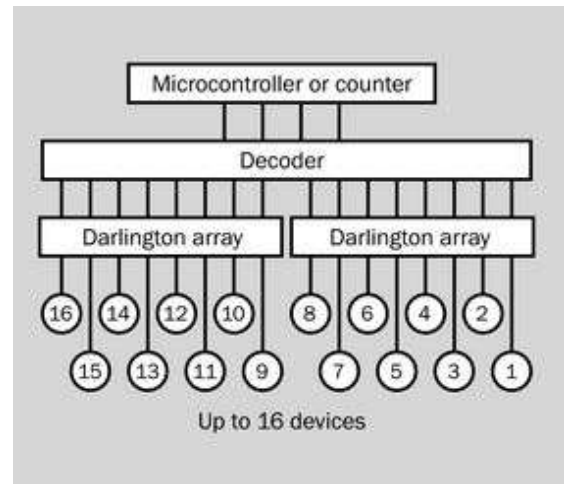 Microcontroller or counter
Decoder
Darlington array Darlington array
16 14 12 10 8 6 4 2
15 13 11 9 7 5 3 1
Up to 16 devices